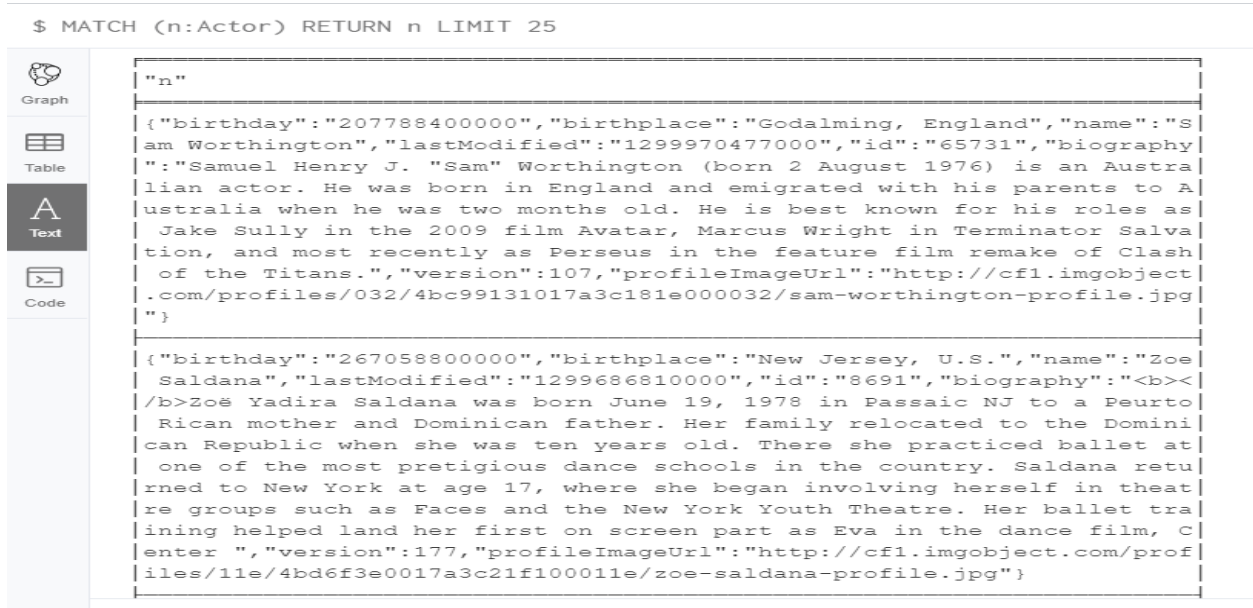 $ MATCH (n:Actor) RETURN n LIMIT 25
Graph
Table
Text
Code
"n"
{"birthday":"207788400000","birthplace":"Godalming, England","name":"S
am Worthington","lastModified":"1299970477000","id":"65731","biography
":"Samuel Henry J. "Sam" Worthington (born 2 August 1976) is an Austra
lian actor. He was born in England and emigrated with his parents to A
ustralia when he was two months old. He is best known for his roles as
Jake Sully in the 2009 film Avatar, Marcus Wright in Terminator Salva
tion, and most recently as Perseus in the feature film remake of Clash
of the Titans.","version":107,"profileImageUrl":"http://cf1.imgobject
.com/profiles/032/4bc99131017a3c181e000032/sam-worthington-profile.jpg
"}
{"birthday":"267058800000","birthplace":"New Jersey, U.S.","name":"Zoe
Saldana","lastModified":"1299686810000","id":"8691","biography":"<b><
/b>Zoë Yadira Saldana was born June 19, 1978 in Passaic NJ to a Peurto
Rican mother and Dominican father. Her family relocated to the Domini
can Republic when she was ten years old. There she practiced ballet at
one of the most pretigious dance schools in the country. Saldana retu
rned to New York at age 17, where she began involving herself in theat
re groups such as Faces and the New York Youth Theatre. Her ballet tra
ining helped land her first on screen part as Eva in the dance film, C
enter ","version":177,"profileImageUrl":"http://cf1.imgobject.com/prof
iles/11e/4bd6f3e0017a3c21f100011e/zoe-saldana-profile.jpg"}